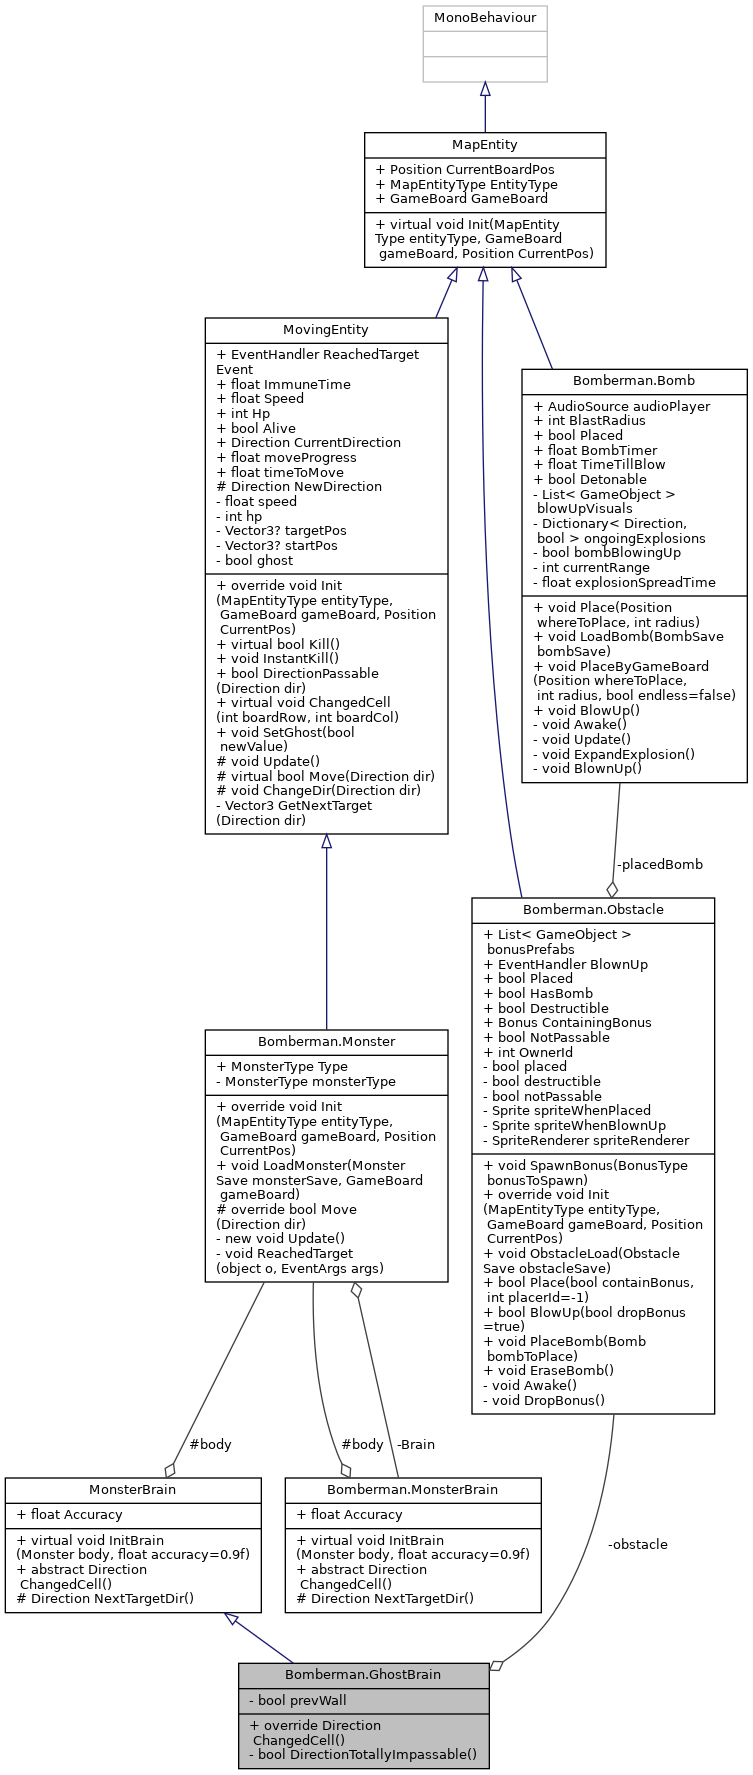 MonoBehaviour
MapEntity
+ Position CurrentBoardPos
+ MapEntityType EntityType
+ GameBoard GameBoard
+ virtual void Init(MapEntity
Type entityType, GameBoard
gameBoard, Position CurrentPos)
MovingEntity
+ EventHandler ReachedTarget
Event
+ float ImmuneTime
+ float Speed
+ int Hp
+ bool Alive
+ Direction CurrentDirection
+ float moveProgress
+ float timeToMove
# Direction NewDirection
- float speed
- int hp
- Vector3? targetPos
- Vector3? startPos
- bool ghost
+ override void Init
(MapEntityType entityType,
GameBoard gameBoard, Position
CurrentPos)
+ virtual bool Kill()
+ void InstantKill()
+ bool DirectionPassable
(Direction dir)
+ virtual void ChangedCell
(int boardRow, int boardCol)
+ void SetGhost(bool
newValue)
# void Update()
# virtual bool Move(Direction dir)
# void ChangeDir(Direction dir)
- Vector3 GetNextTarget
(Direction dir)
Bomberman.Bomb
+ AudioSource audioPlayer
+ int BlastRadius
+ bool Placed
+ float BombTimer
+ float TimeTillBlow
+ bool Detonable
- List< GameObject >
blowUpVisuals
- Dictionary< Direction,
bool > ongoingExplosions
- bool bombBlowingUp
- int currentRange
- float explosionSpreadTime
+ void Place(Position
whereToPlace, int radius)
+ void LoadBomb(BombSave
bombSave)
+ void PlaceByGameBoard
(Position whereToPlace,
int radius, bool endless=false)
+ void BlowUp()
- void Awake()
- void Update()
- void ExpandExplosion()
- void BlownUp()
-placedBomb
Bomberman.Obstacle
+ List< GameObject >
bonusPrefabs
+ EventHandler BlownUp
+ bool Placed
+ bool HasBomb
+ bool Destructible
+ Bonus ContainingBonus
+ bool NotPassable
+ int OwnerId
- bool placed
- bool destructible
- bool notPassable
- Sprite spriteWhenPlaced
- Sprite spriteWhenBlownUp
- SpriteRenderer spriteRenderer
+ void SpawnBonus(BonusType
bonusToSpawn)
+ override void Init
(MapEntityType entityType,
GameBoard gameBoard, Position
CurrentPos)
+ void ObstacleLoad(Obstacle
Save obstacleSave)
+ bool Place(bool containBonus,
int placerId=-1)
+ bool BlowUp(bool dropBonus
=true)
+ void PlaceBomb(Bomb
bombToPlace)
+ void EraseBomb()
- void Awake()
- void DropBonus()
Bomberman.Monster
+ MonsterType Type
- MonsterType monsterType
+ override void Init
(MapEntityType entityType,
GameBoard gameBoard, Position
CurrentPos)
+ void LoadMonster(Monster
Save monsterSave, GameBoard
gameBoard)
# override bool Move
(Direction dir)
- new void Update()
- void ReachedTarget
(object o, EventArgs args)
#body
#body
-Brain
MonsterBrain
+ float Accuracy
+ virtual void InitBrain
(Monster body, float accuracy=0.9f)
+ abstract Direction
ChangedCell()
# Direction NextTargetDir()
Bomberman.MonsterBrain
+ float Accuracy
+ virtual void InitBrain
(Monster body, float accuracy=0.9f)
+ abstract Direction
ChangedCell()
# Direction NextTargetDir()
-obstacle
Bomberman.GhostBrain
- bool prevWall
+ override Direction
ChangedCell()
- bool DirectionTotallyImpassable()